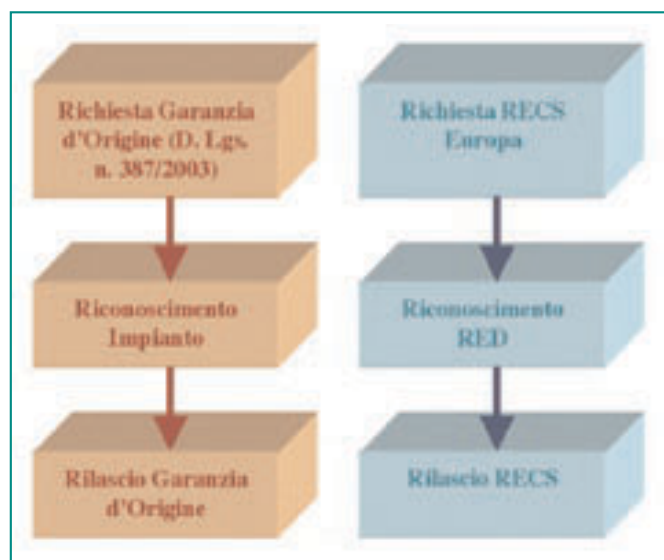 Richiesta Garanzia
d'Origine (D. Lgs.
n. 387/2003)
Riconoscimento
Impianto
Rilascio Garanzia
d'Origine
Richiesta RECS
Europa
Riconoscimento
RED
Rilascio RECS